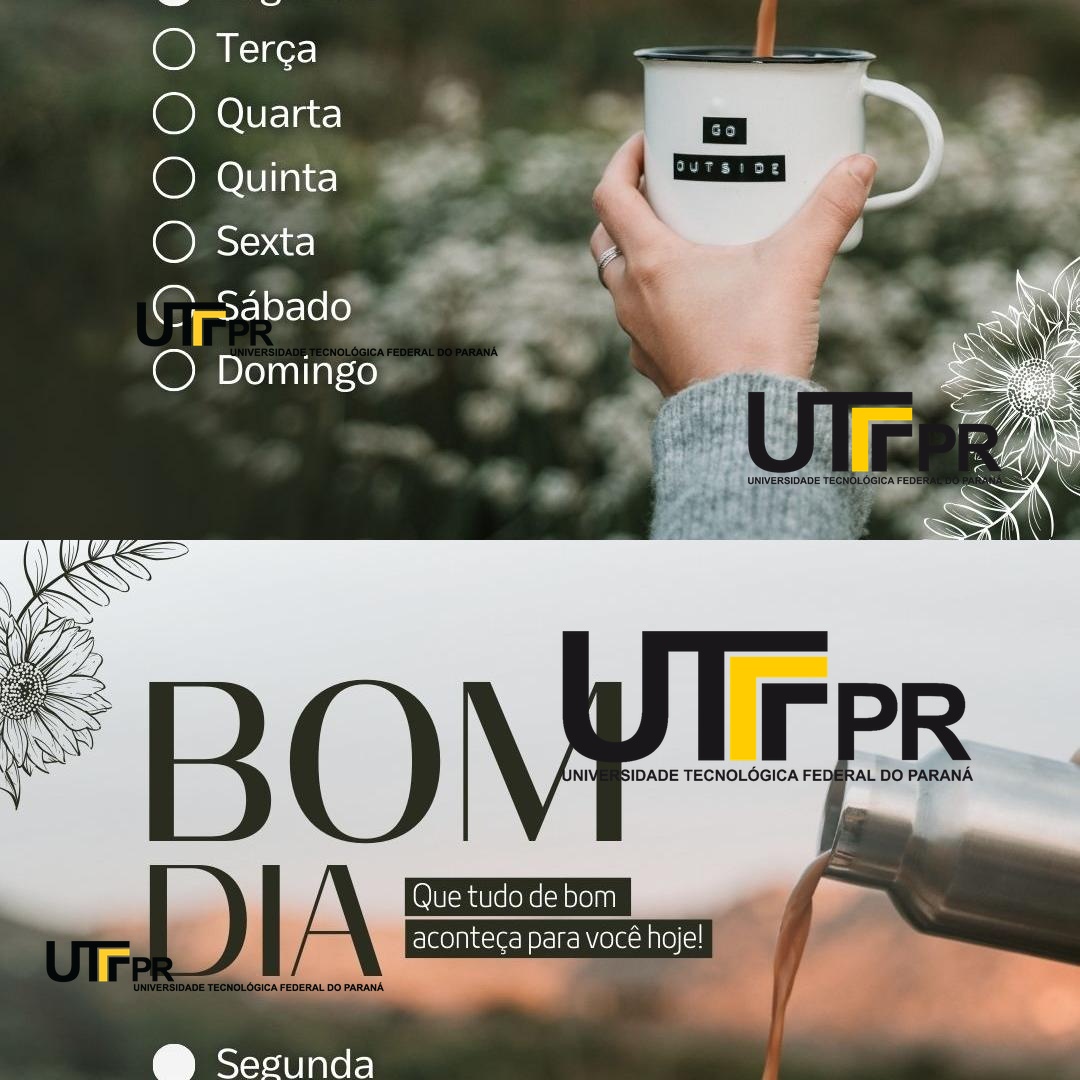 Terça
Quarta
Quinta
Sexta
Sábado
Domingo
GO
OUTSIDE
UTFPR
UNIVERSIDADE TECNOLÓGICA FEDERAL DO PARANÁ
UTFPR
UNIVERSIDADE TECNOLÓGICA FEDERAL DO PARANÁ
BOM
DIA
UTFPR
UNIVERSIDADE TECNOLÓGICA FEDERAL DO PARANÁ
Que tudo de bom
aconteça para você hoje!
UTFPR
UNIVERSIDADE TECNOLÓGICA FEDERAL DO PARANÁ
Segunda